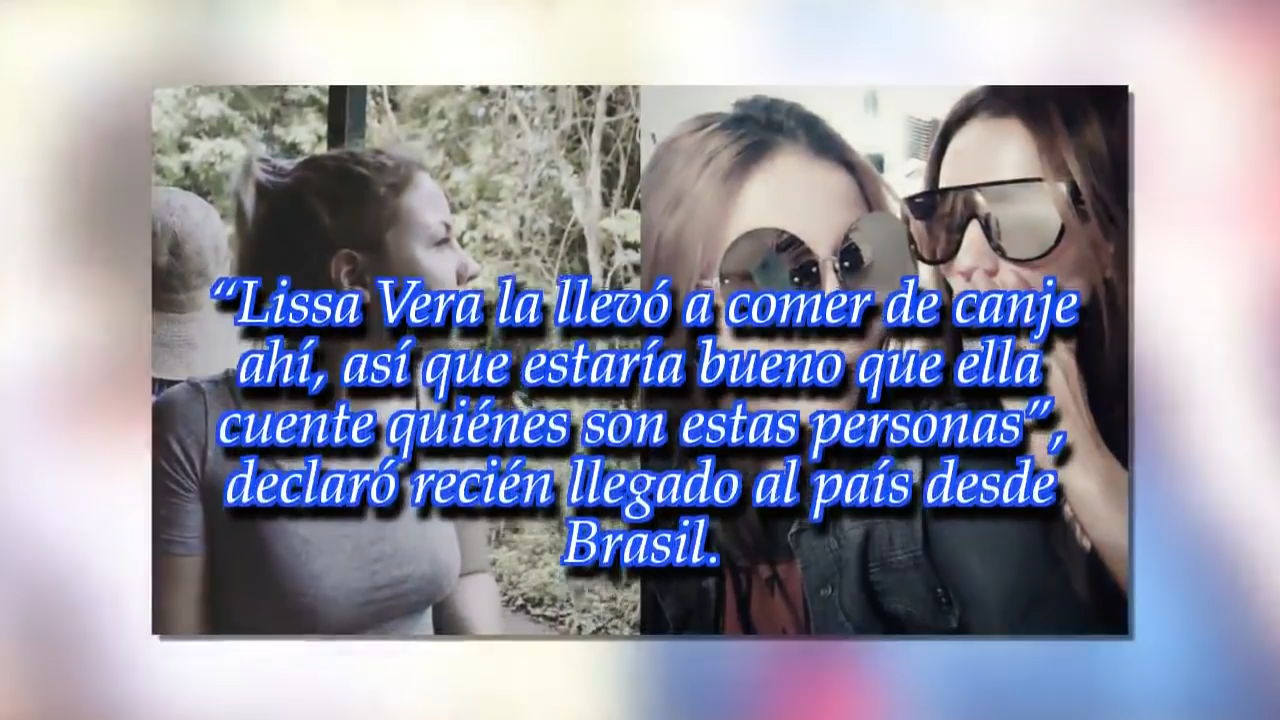 “Lissa Vera la llevó a comer de canje
ahí, así que estaría bueno que ella
cuente quiénes son estas personas”,
declaró recién llegado al país desde
Brasil.